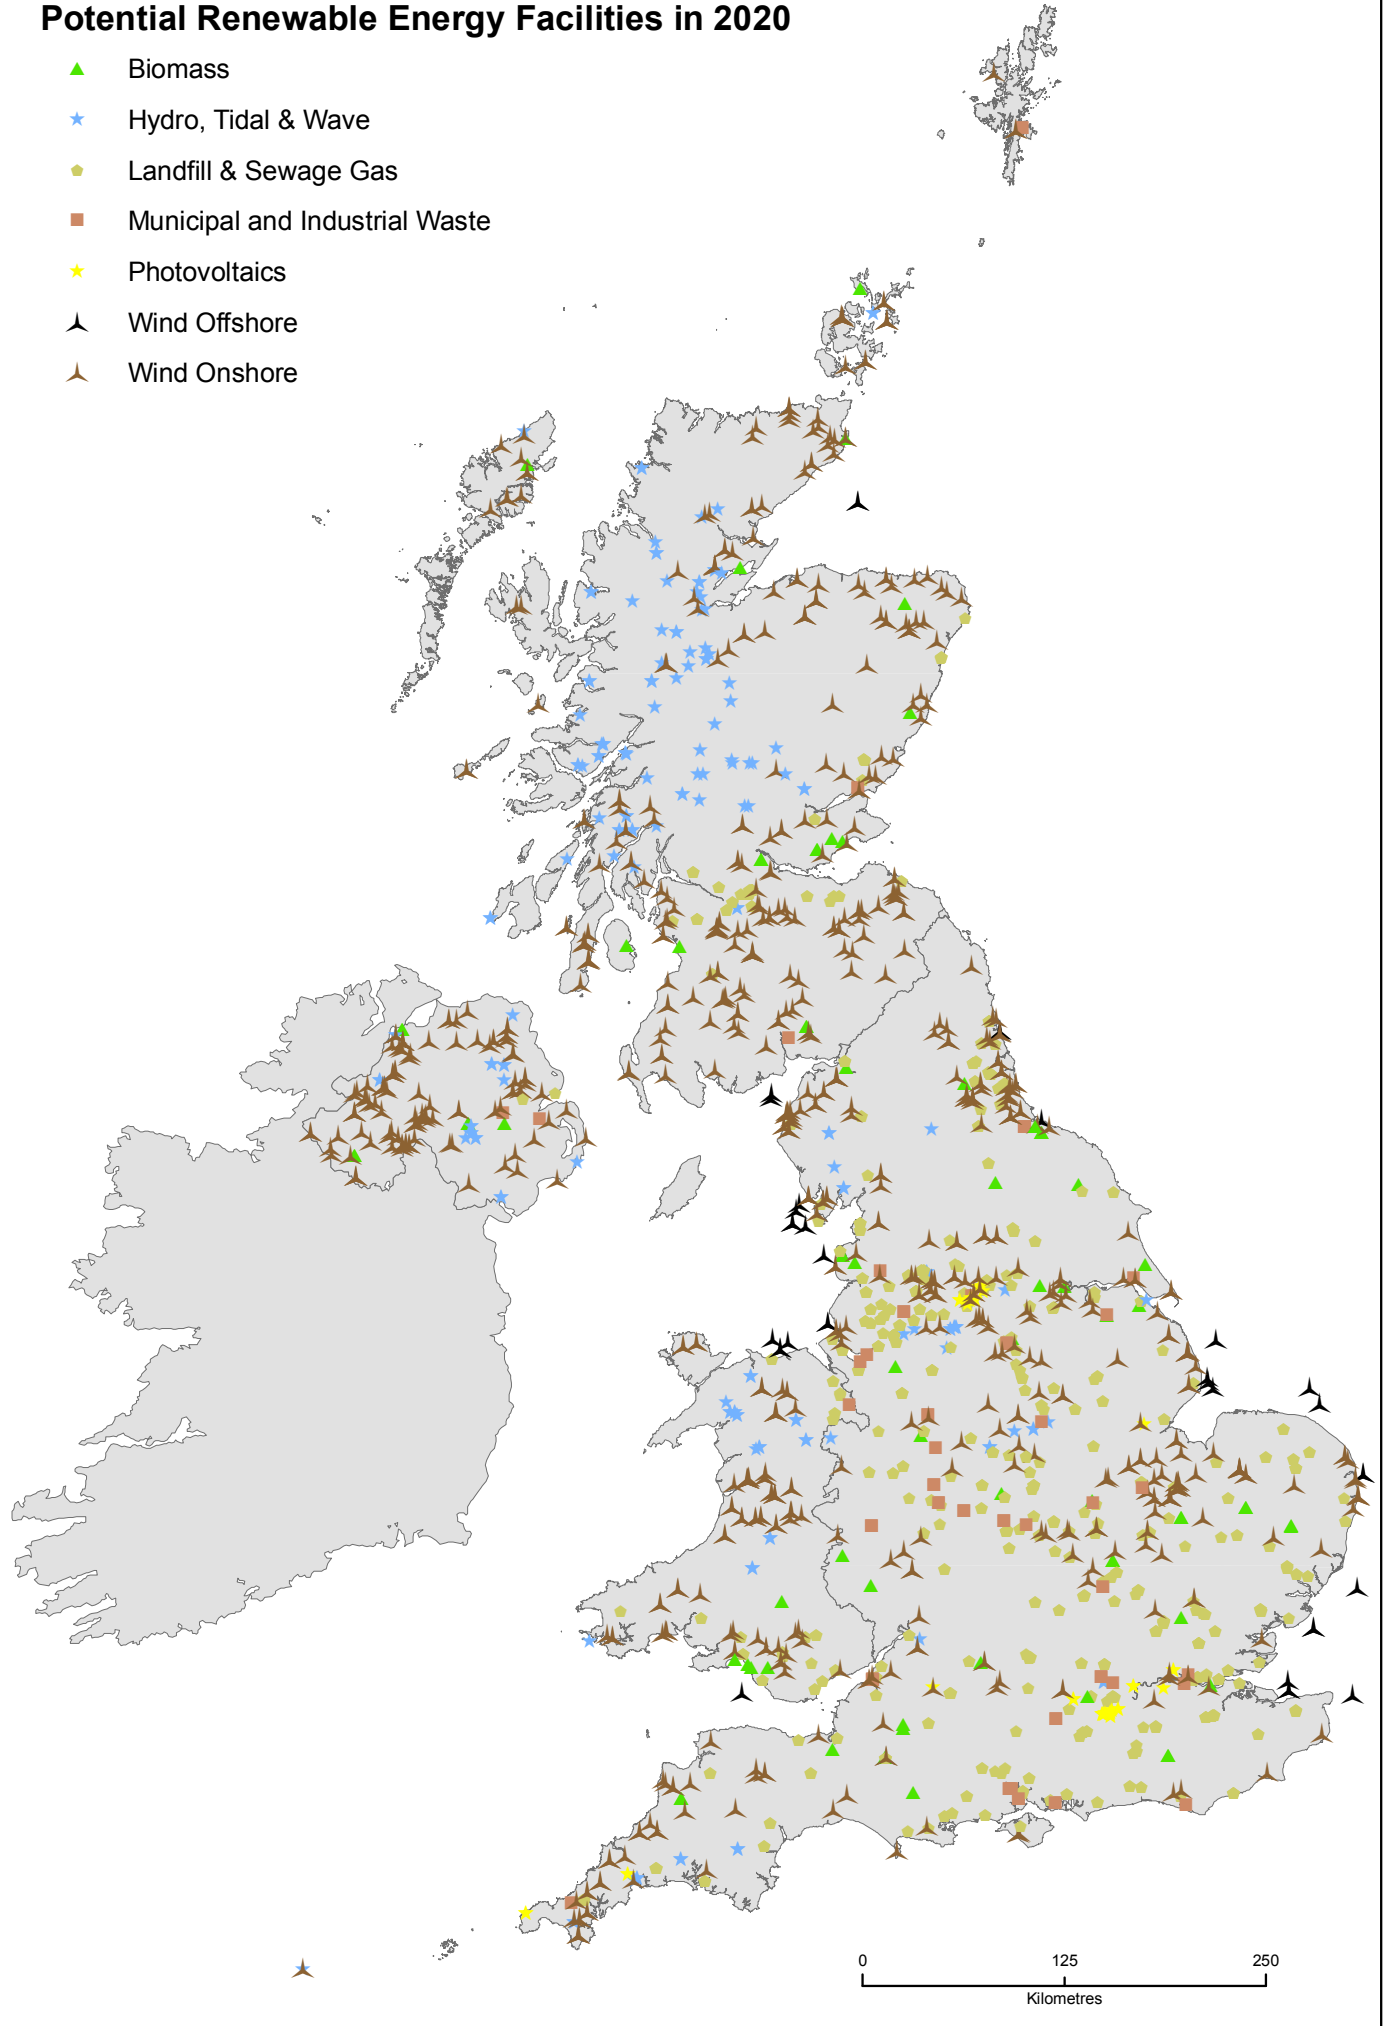 Potential Renewable Energy Facilities in 2020
Biomass
Hydro, Tidal & Wave
Landfill & Sewage Gas
Municipal and Industrial Waste
Photovoltaics
Wind Offshore
Wind Onshore
0 125 250
Kilometres